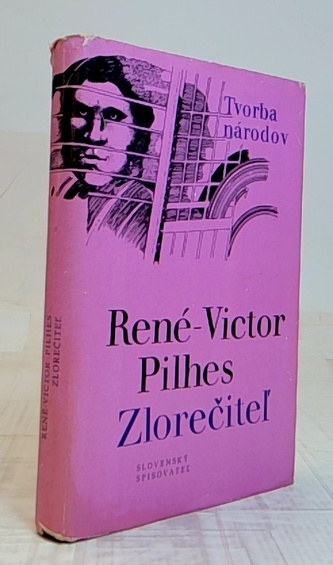 Tvorba
národov
René-Victor
Pilhes
Zlorečiteľ
SLOVENSKÝ
SPISOVATEĽ
RENÉ-VICTOR PILHES
ZLOREČITEĽ